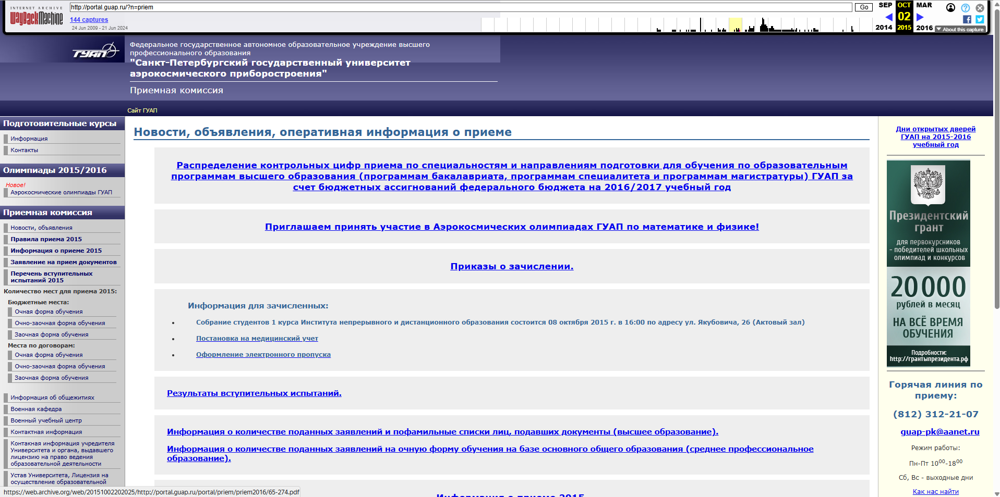 INTERNET ARCHIVE
WayBackMachine
http://portal.guap.ru/?n=priem
Go
144 captures
24 Jun 2009 - 21 Jun 2024
SEP
OCT
MAR
02
2014
2015
2016
About this capture
ГУАП
Федеральное государственное автономное образовательное учреждение высшего
профессионального образования
"Санкт-Петербургский государственный университет
аэрокосмического приборостроения"
Приемная комиссия
Сайт ГУАП
Подготовительные курсы
Информация
Контакты
Олимпиады 2015/2016
Новое!
Аэрокосмические олимпиады ГУАП
Приемная комиссия
Новости, объявления
Правила приема 2015
Информация о приеме 2015
Заявление на прием документов
Перечень вступительных
испытаний 2015
Количество мест для приема 2015:
Бюджетные места:
Очная форма обучения
Очно-заочная форма обучения
Заочная форма обучения
Места по договорам:
Очная форма обучения
Очно-заочная форма обучения
Заочная форма обучения
Информация об общежитиях
Военная кафедра
Военный учебный центр
Контактная информация
Контакная информация учредителя
Университета и органа, выдавшего
лицензию на право ведения
образовательной деятельности
Устав Университета, Лицензия на
осуществление образовательной
Новости, объявления, оперативная информация о приеме
Распределение контрольных цифр приема по специальностям и направлениям подготовки для обучения по образовательным
программам высшего образования (программам бакалавриата, программам специалитета и программам магистратуры) ГУАП за
счет бюджетных ассигнований федерального бюджета на 2016/2017 учебный год
Приглашаем принять участие в Аэрокосмических олимпиадах ГУАП по математике и физике!
Приказы о зачислении.
Информация для зачисленных:
• Собрание студентов 1 курса Института непрерывного и дистанционного образования состоится 08 октября 2015 г. в 16:00 по адресу ул. Якубовича, 26 (Актовый зал)
• Постановка на медицинский учет
• Оформление электронного пропуска
Результаты вступительных испытаний.
Информация о количестве поданных заявлений и пофамильные списки лиц, подавших документы (высшее образование).
Информация о количестве поданных заявлений на очную форму обучения на базе основного общего образования (среднее профессиональное
образование).
Информация о приеме 2015
Дни открытых дверей
ГУАП на 2015-2016
учебный год
Президентский
грант
для первокурсников
- победителей школьных
олимпиад и конкурсов
20 000
рублей в месяц
НА ВСЁ ВРЕМЯ
ОБУЧЕНИЯ
Подробности:
http://грантыпрезидента.рф
Горячая линия по
приему:
(812) 312-21-07
guap-pk@aanet.ru
Режим работы:
Пн-Пт 10⁰⁰-18⁰⁰
Сб, Вс - выходные дни
Как нас найти
https://web.archive.org/web/20151002202025/http://portal.guap.ru/portal/priem/priem2016/65-274.pdf